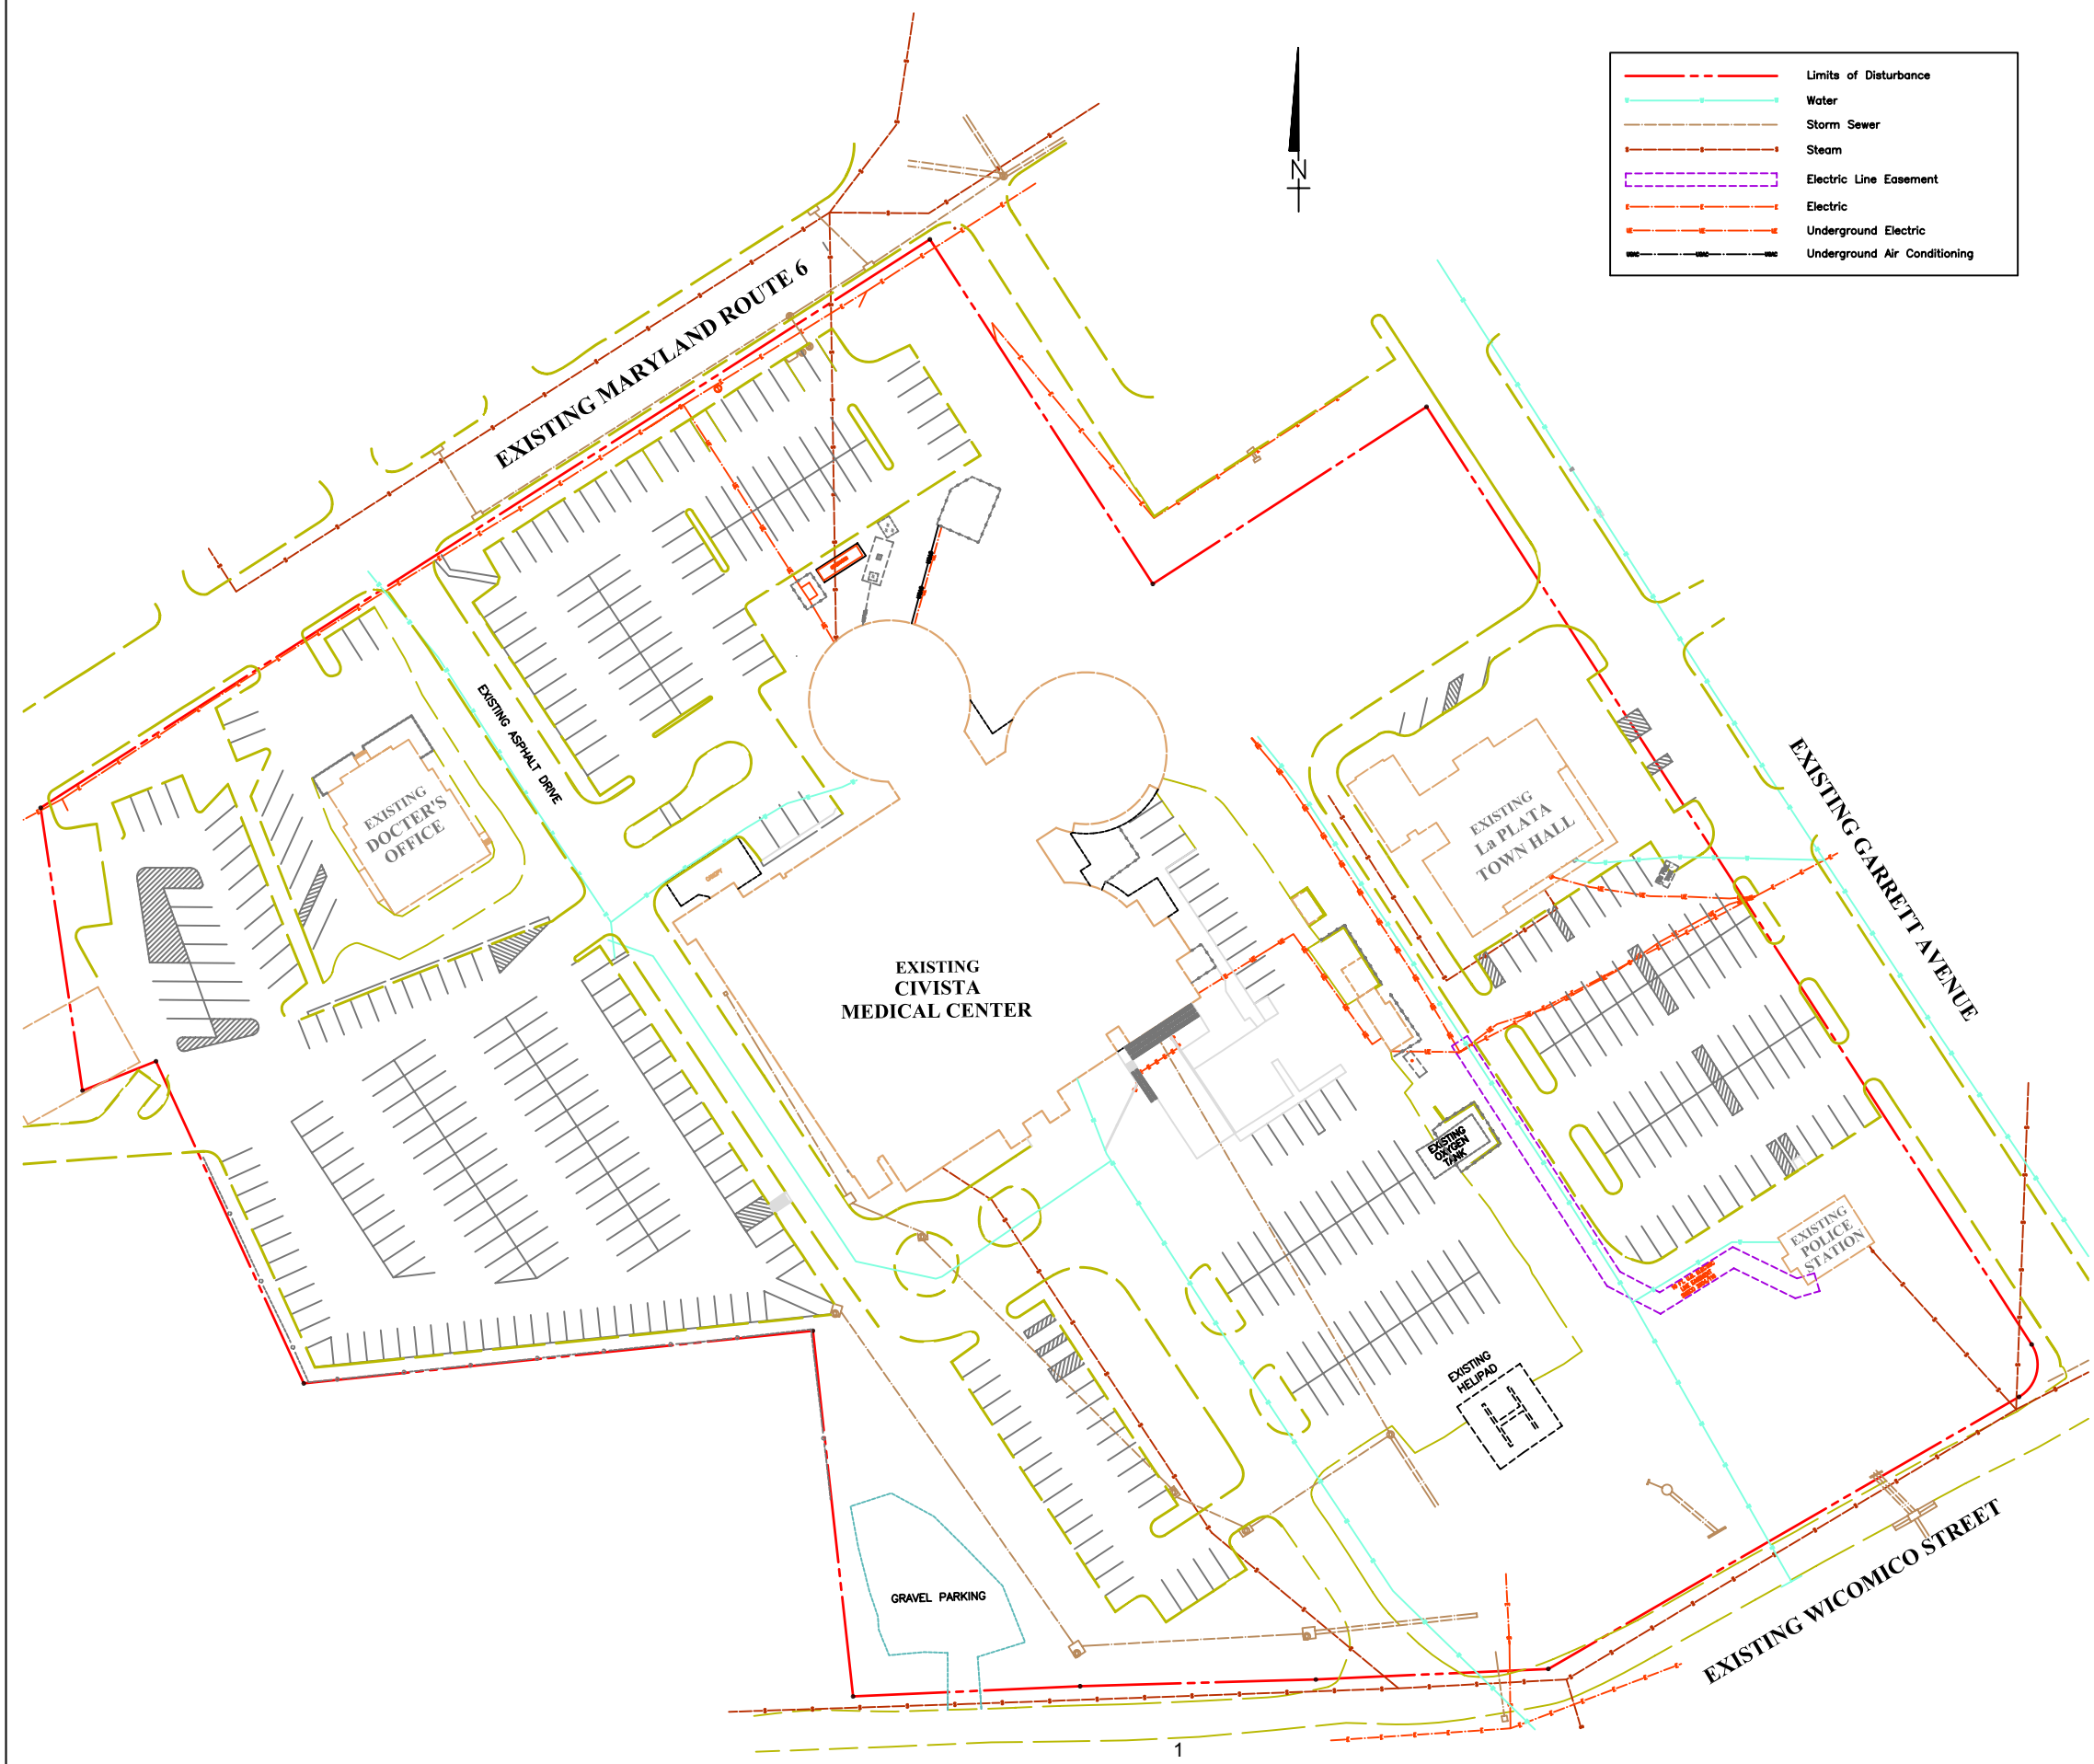 Limits of Disturbance
Water
Storm Sewer
Steam
Electric Line Easement
Electric
Underground Electric
Underground Air Conditioning
N
EXISTING MARYLAND ROUTE 6
EXISTING ASPHALT DRIVE
EXISTING
DOCTER'S
OFFICE
EXISTING
La PLATA
TOWN HALL
EXISTING GARRETT AVENUE
EXISTING
CIVISTA
MEDICAL CENTER
EXISTING
OXYGEN
TANK
EXISTING
POLICE
STATION
EXISTING
HELIPAD
H
GRAVEL PARKING
EXISTING WICOMICO STREET
1